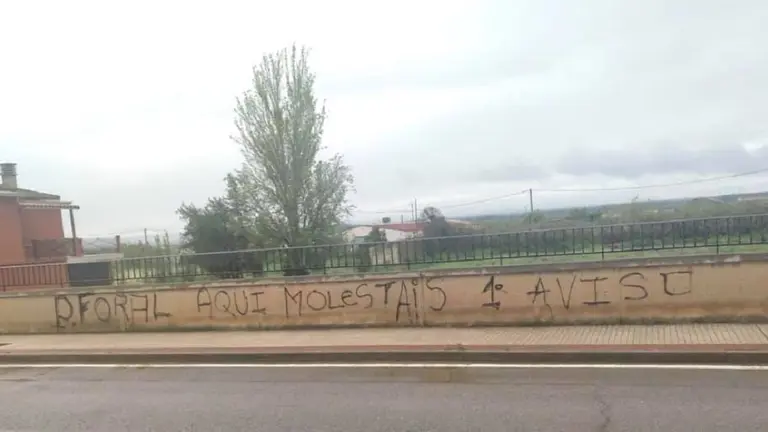 P. FORAL AQUI MOLESTAIS 1º AVISO